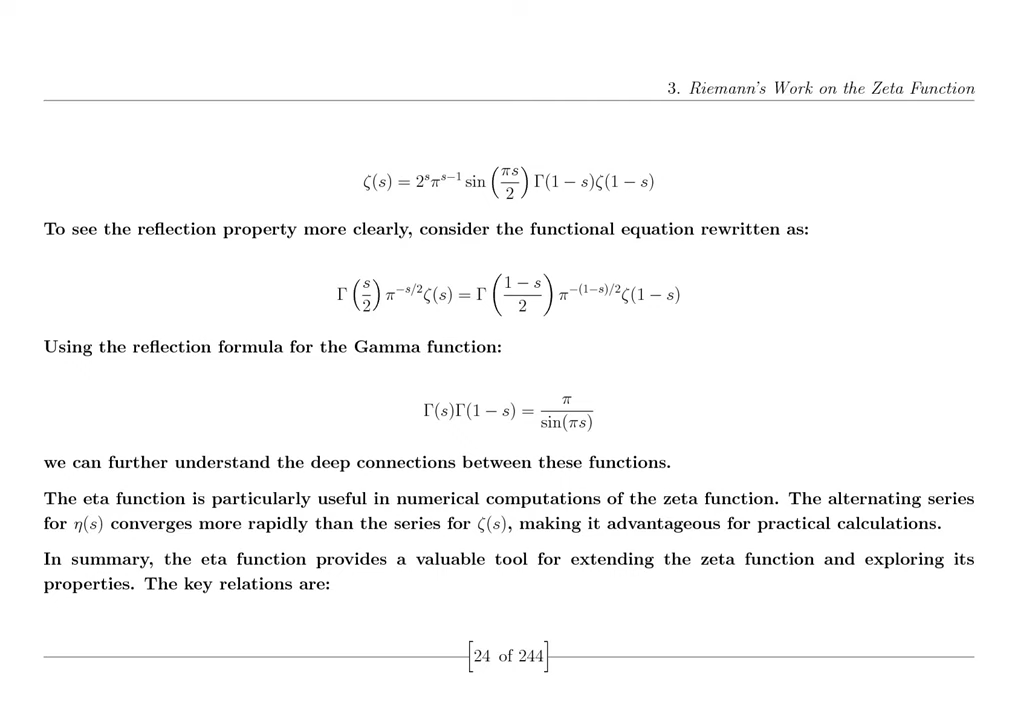 3. Riemann's Work on the Zeta Function
ζ(s) = 2^s π^{s−1} sin (πs/2) Γ(1 − s)ζ(1 − s)
To see the reflection property more clearly, consider the functional equation rewritten as:
Γ (s/2) π^{−s/2} ζ(s) = Γ ((1 − s)/2) π^{−(1−s)/2} ζ(1 − s)
Using the reflection formula for the Gamma function:
Γ(s)Γ(1 − s) = π/sin(πs)
we can further understand the deep connections between these functions.
The eta function is particularly useful in numerical computations of the zeta function. The alternating series
for η(s) converges more rapidly than the series for ζ(s), making it advantageous for practical calculations.
In summary, the eta function provides a valuable tool for extending the zeta function and exploring its
properties. The key relations are:
[24 of 244]